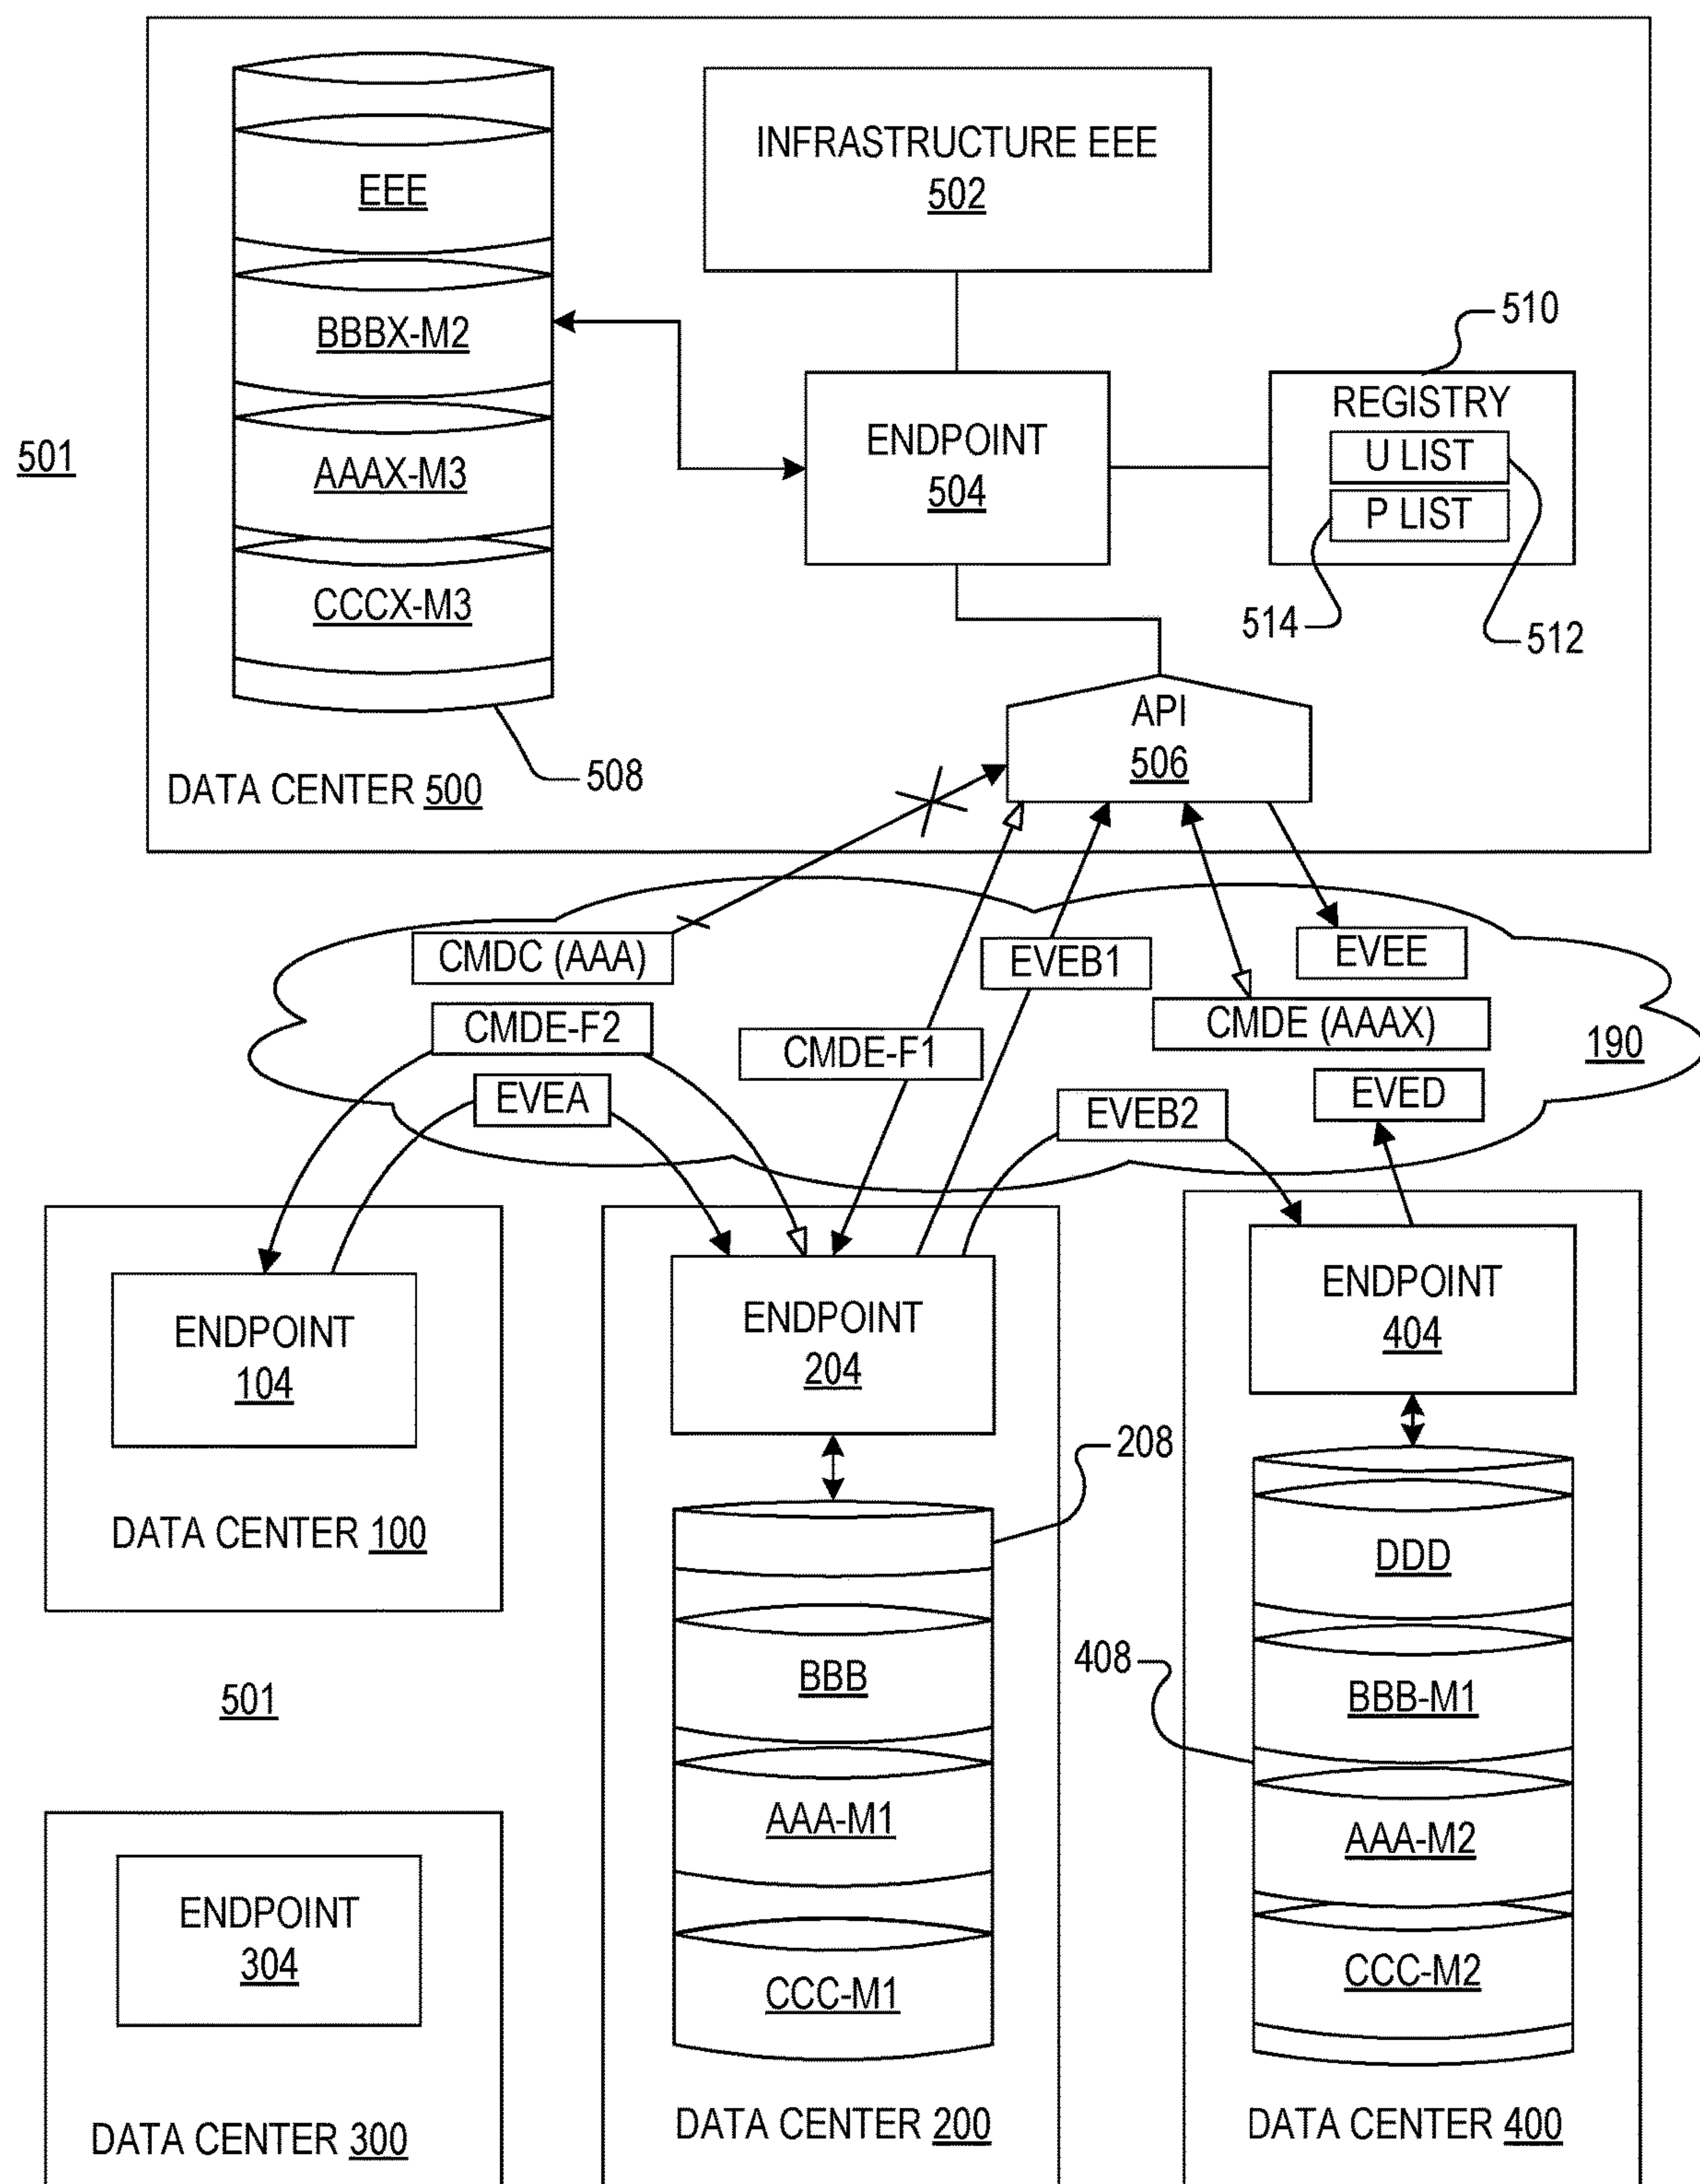 INFRASTRUCTURE EEE
502
EEE
BBBX-M2
AAAX-M3
CCCX-M3
508
DATA CENTER 500
501
ENDPOINT
504
510
REGISTRY
U LIST
P LIST
514
512
API
506
CMDC (AAA)
EVEB1
EVEE
CMDE-F2
CMDE-F1
CMDE (AAAX)
190
EVEA
EVEB2
EVED
ENDPOINT
104
DATA CENTER 100
501
ENDPOINT
304
DATA CENTER 300
ENDPOINT
204
208
BBB
AAA-M1
CCC-M1
DATA CENTER 200
ENDPOINT
404
408
DDD
BBB-M1
AAA-M2
CCC-M2
DATA CENTER 400